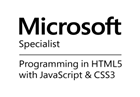 Microsoft
Specialist
Programming in HTML5
with JavaScript & CSS3